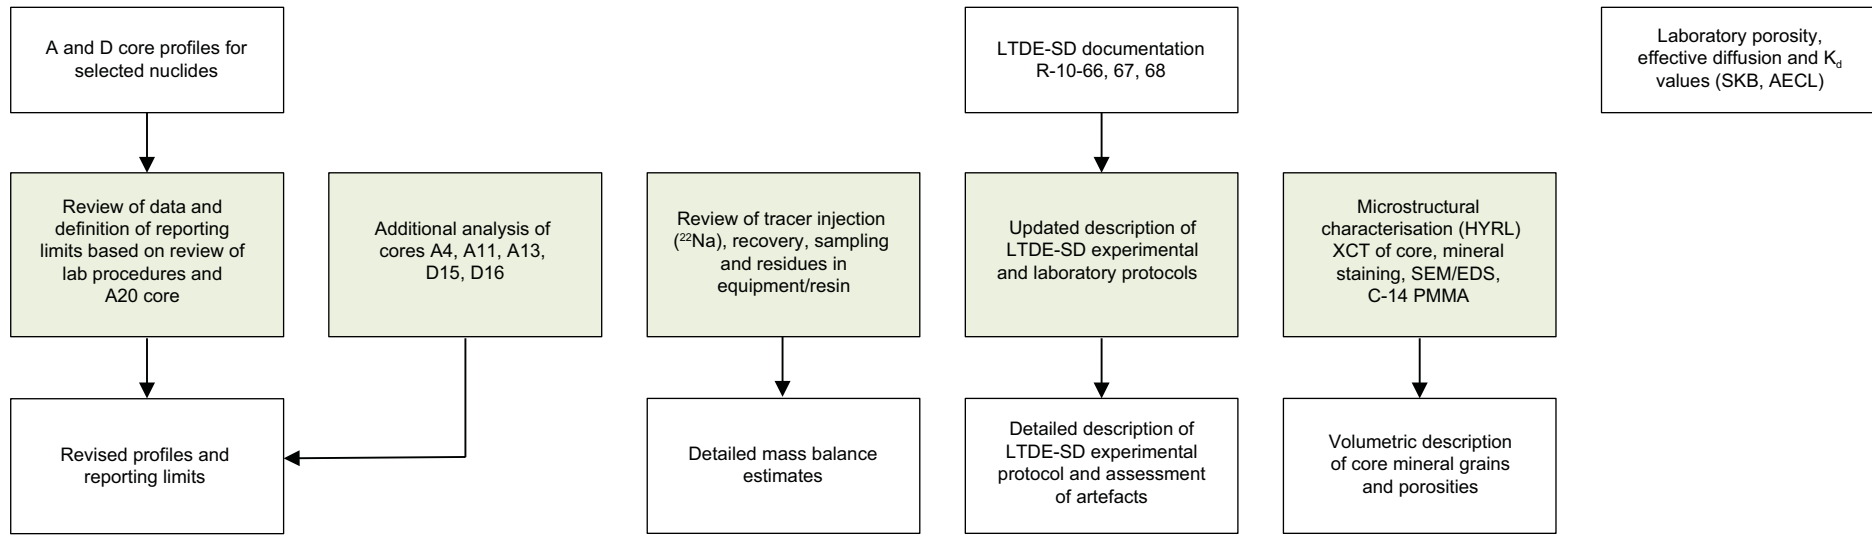 A and D core profiles for
selected nuclides
LTDE-SD documentation
R-10-66, 67, 68
Laboratory porosity,
effective diffusion and Kd
values (SKB, AECL)
Review of data and
definition of reporting
limits based on review of
lab procedures and
A20 core
Additional analysis of
cores A4, A11, A13,
D15, D16
Review of tracer injection
(²²Na), recovery, sampling
and residues in
equipment/resin
Updated description of
LTDE-SD experimental
and laboratory protocols
Microstructural
characterisation (HYRL)
XCT of core, mineral
staining, SEM/EDS,
C-14 PMMA
Revised profiles and
reporting limits
Detailed mass balance
estimates
Detailed description of
LTDE-SD experimental
protocol and assessment
of artefacts
Volumetric description
of core mineral grains
and porosities